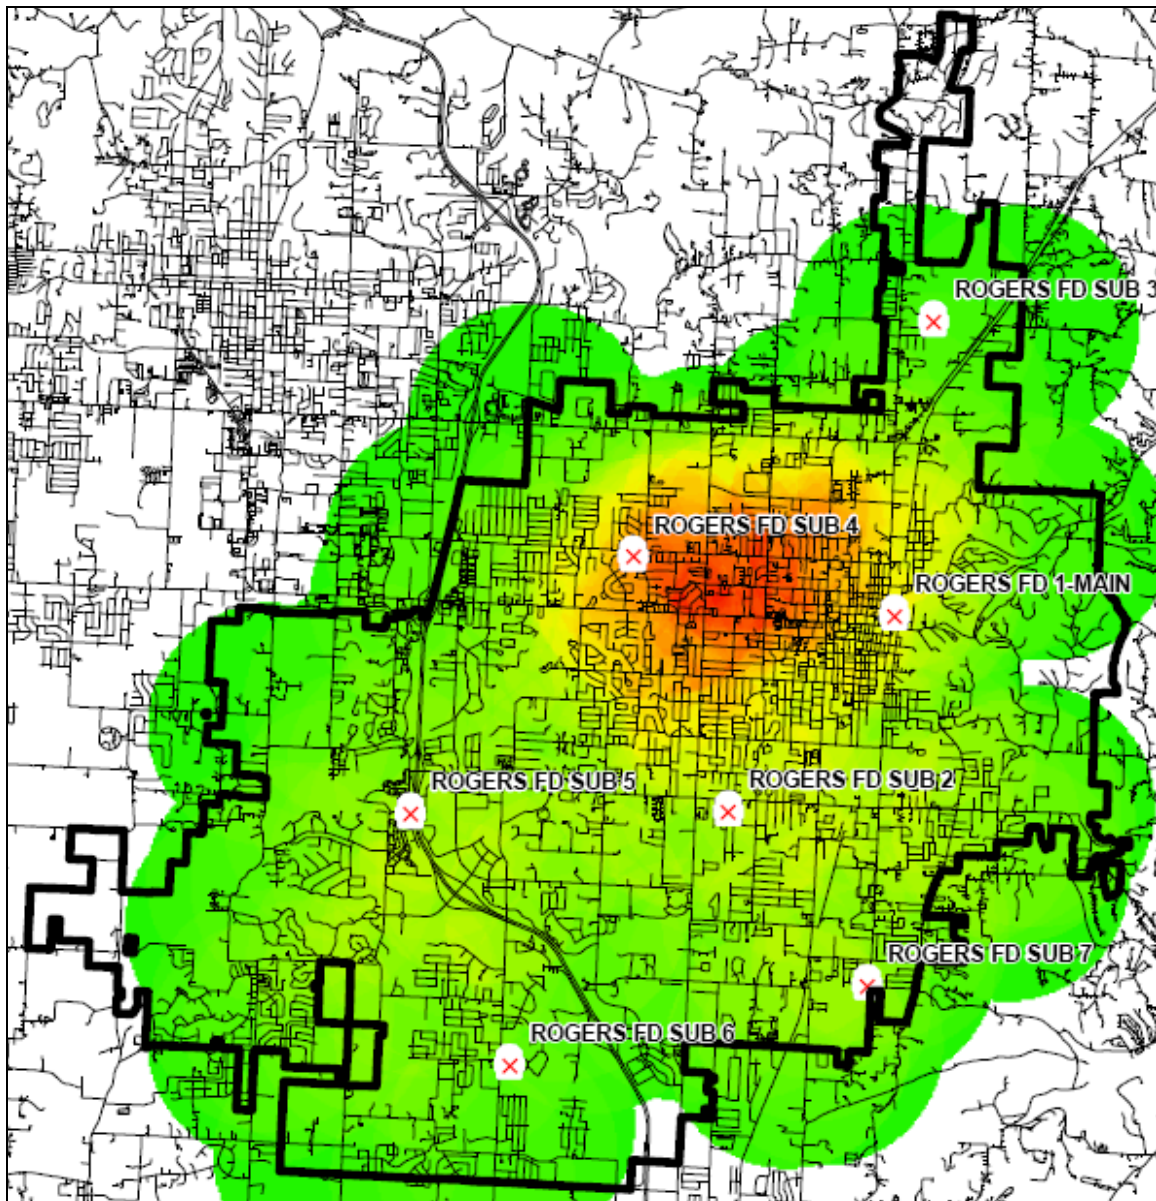 ROGERS FD SUB 3
ROGERS FD SUB 4
ROGERS FD 1-MAIN
ROGERS FD SUB 5
ROGERS FD SUB 2
ROGERS FD SUB 7
ROGERS FD SUB 6